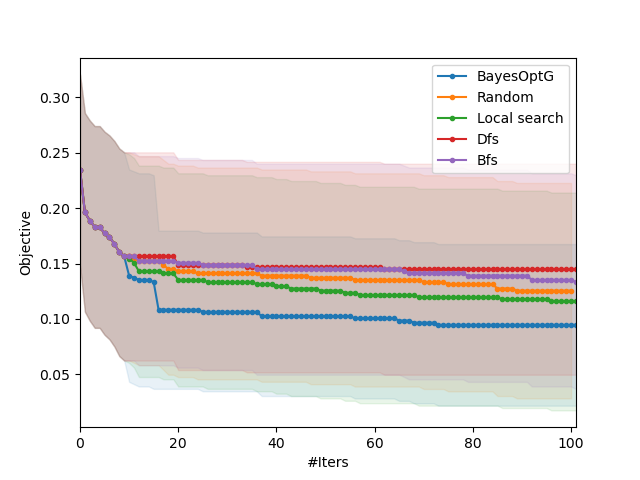 BayesOptG
Random
Local search
Dfs
Bfs
0.30
0.25
0.20
0.15
0.10
0.05
Objective
0 20 40 60 80 100
#Iters